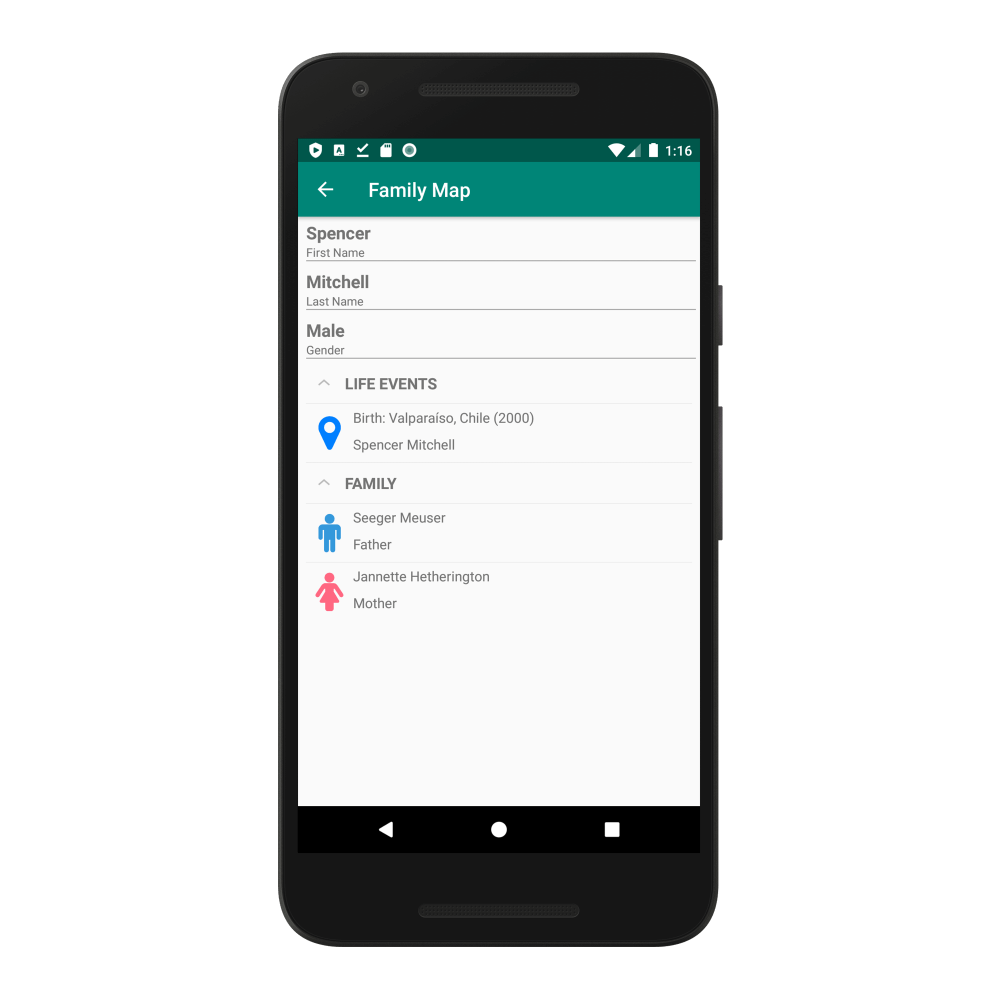 1:16
Family Map
Spencer
First Name
Mitchell
Last Name
Male
Gender
LIFE EVENTS
Birth: Valparaíso, Chile (2000)
Spencer Mitchell
FAMILY
Seeger Meuser
Father
Jannette Hetherington
Mother